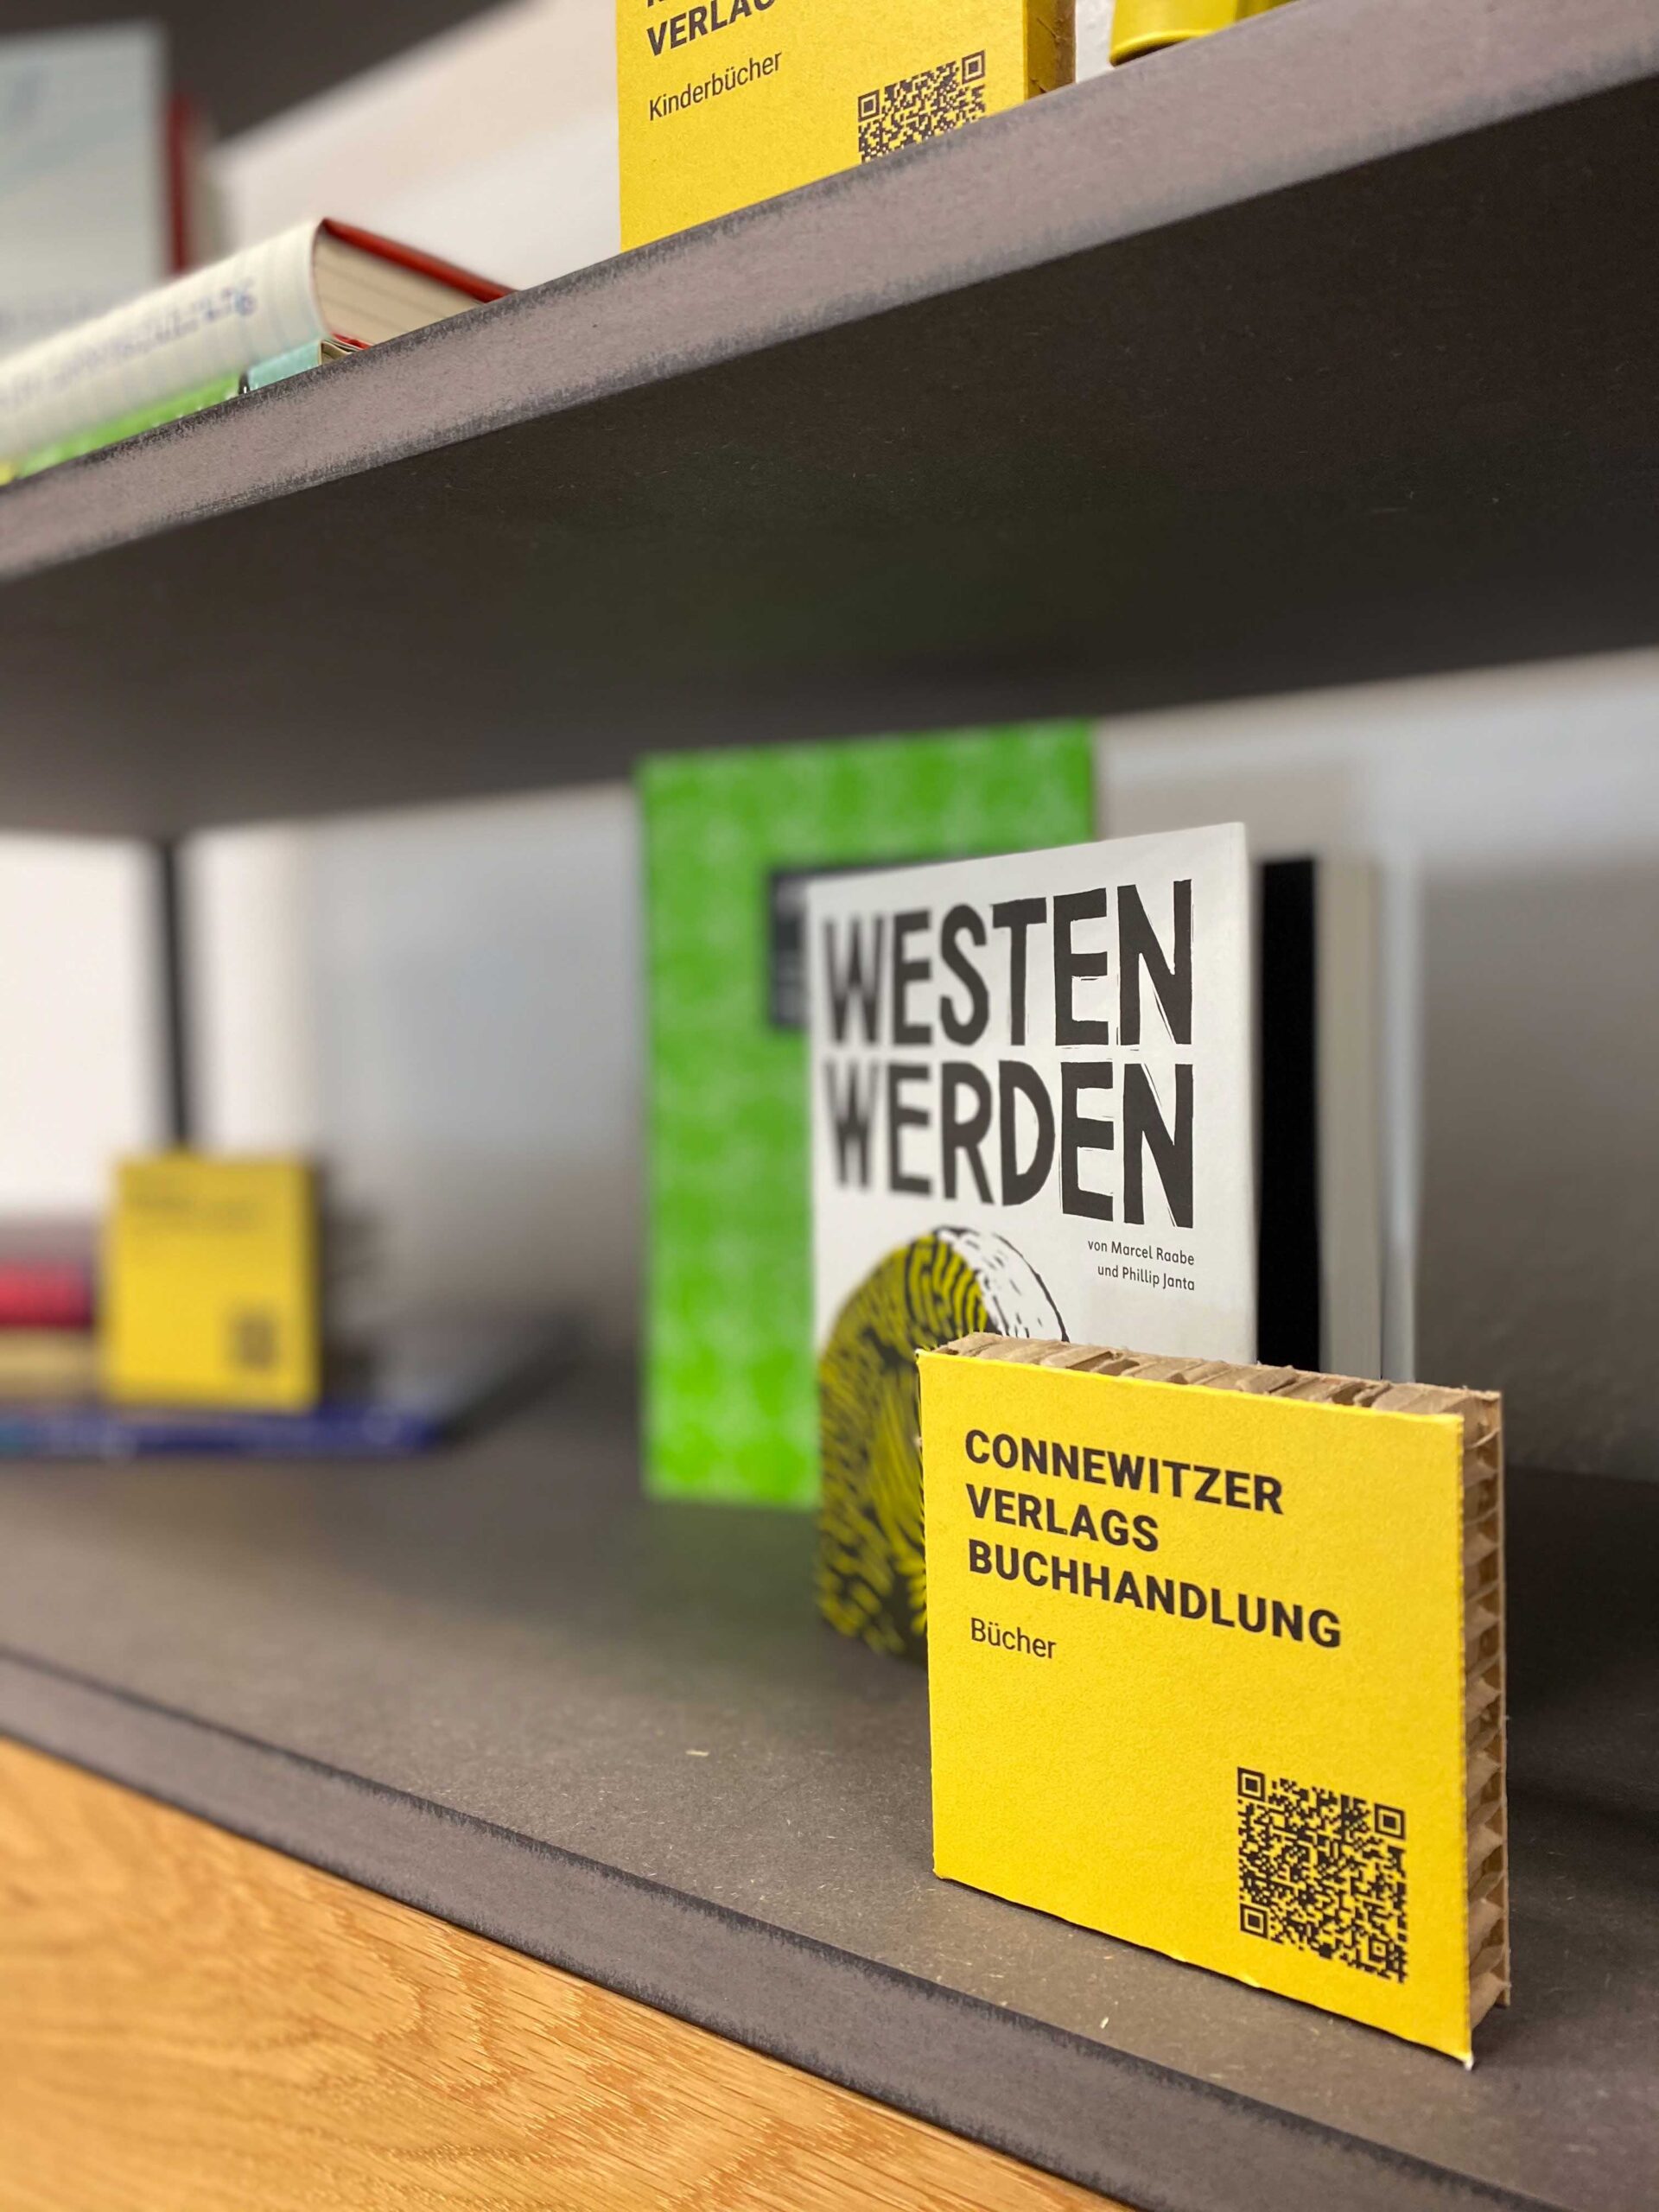 VERLAG
Kinderbücher
WESTEN
WERDEN
von Marcel Raabe
und Phillip Janta
CONNEWITZER
VERLAGS
BUCHHANDLUNG
Bücher